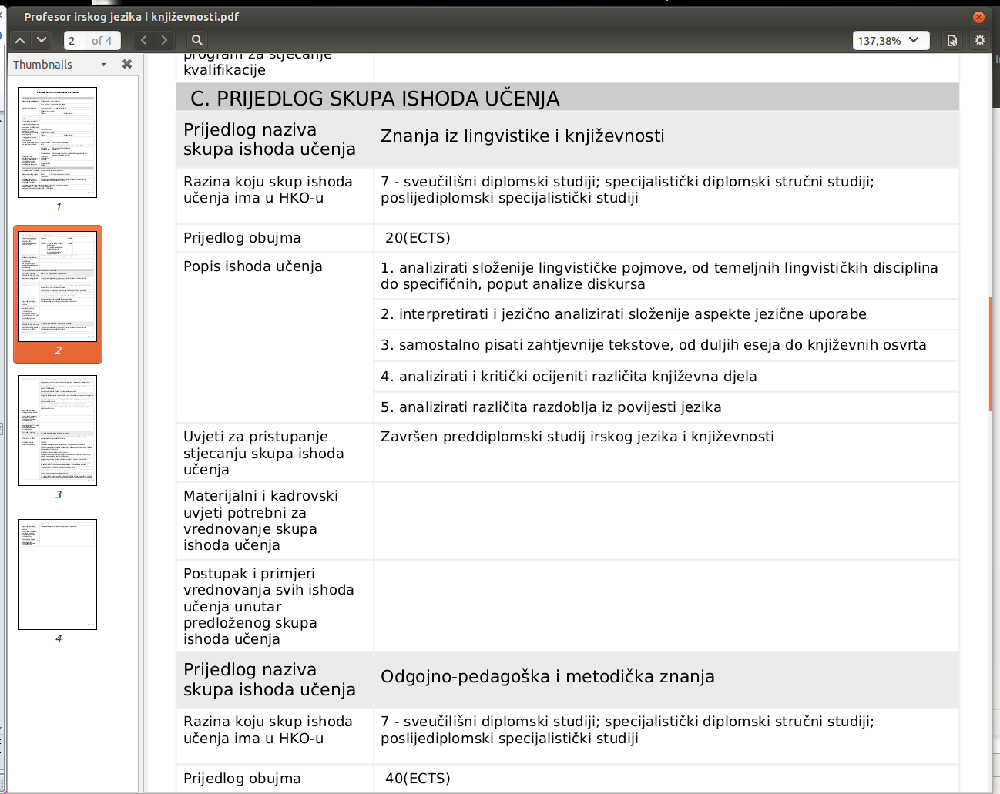 Profesor irskog jezika i književnosti.pdf
2 of 4
137,38%
Thumbnails
1
2
3
4
program za stjecanje
kvalifikacije
C. PRIJEDLOG SKUPA ISHODA UČENJA
Prijedlog naziva
skupa ishoda učenja
Znanja iz lingvistike i književnosti
Razina koju skup ishoda
učenja ima u HKO-u
7 - sveučilišni diplomski studiji; specijalistički diplomski stručni studiji;
poslijediplomski specijalistički studiji
Prijedlog obujma
20(ECTS)
Popis ishoda učenja
1. analizirati složenije lingvističke pojmove, od temeljnih lingvističkih disciplina
do specifičnih, poput analize diskursa
2. interpretirati i jezično analizirati složenije aspekte jezične uporabe
3. samostalno pisati zahtjevnije tekstove, od duljih eseja do književnih osvrta
4. analizirati i kritički ocijeniti različita književna djela
5. analizirati različita razdoblja iz povijesti jezika
Uvjeti za pristupanje
stjecanju skupa ishoda
učenja
Završen preddiplomski studij irskog jezika i književnosti
Materijalni i kadrovski
uvjeti potrebni za
vrednovanje skupa
ishoda učenja
Postupak i primjeri
vrednovanja svih ishoda
učenja unutar
predloženog skupa
ishoda učenja
Prijedlog naziva
skupa ishoda učenja
Odgojno-pedagoška i metodička znanja
Razina koju skup ishoda
učenja ima u HKO-u
7 - sveučilišni diplomski studiji; specijalistički diplomski stručni studiji;
poslijediplomski specijalistički studiji
Prijedlog obujma
40(ECTS)